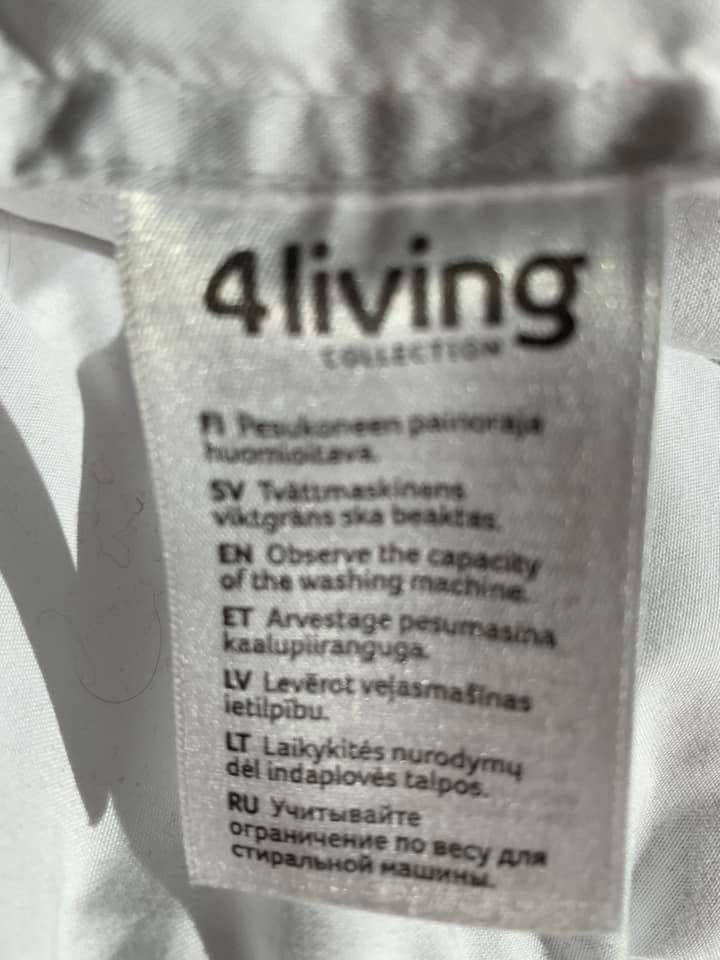 4living
COLLECTION
FI Pesukoneen painoraja
huomioitava.
SV Tvättmaskinens
viktgräns ska beaktas.
EN Observe the capacity
of the washing machine.
ET Arvestage pesumasina
kaalupiiranguga.
LV Levērot veļasmašīnas
ietilpību.
LT Laikykitės nurodymų
dėl indaplovės talpos.
RU Учитывайте
ограничение по весу для
стиральной машины.